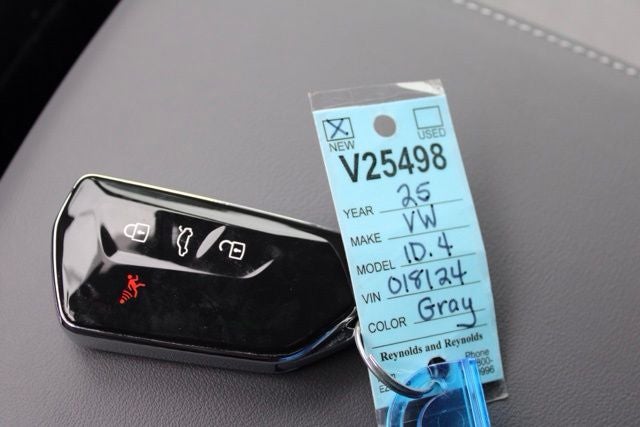 X
NEW USED
V25498
YEAR 25
MAKE VW
MODEL ID.4
VIN 018124
COLOR Gray
Reynolds and Reynolds
Phone